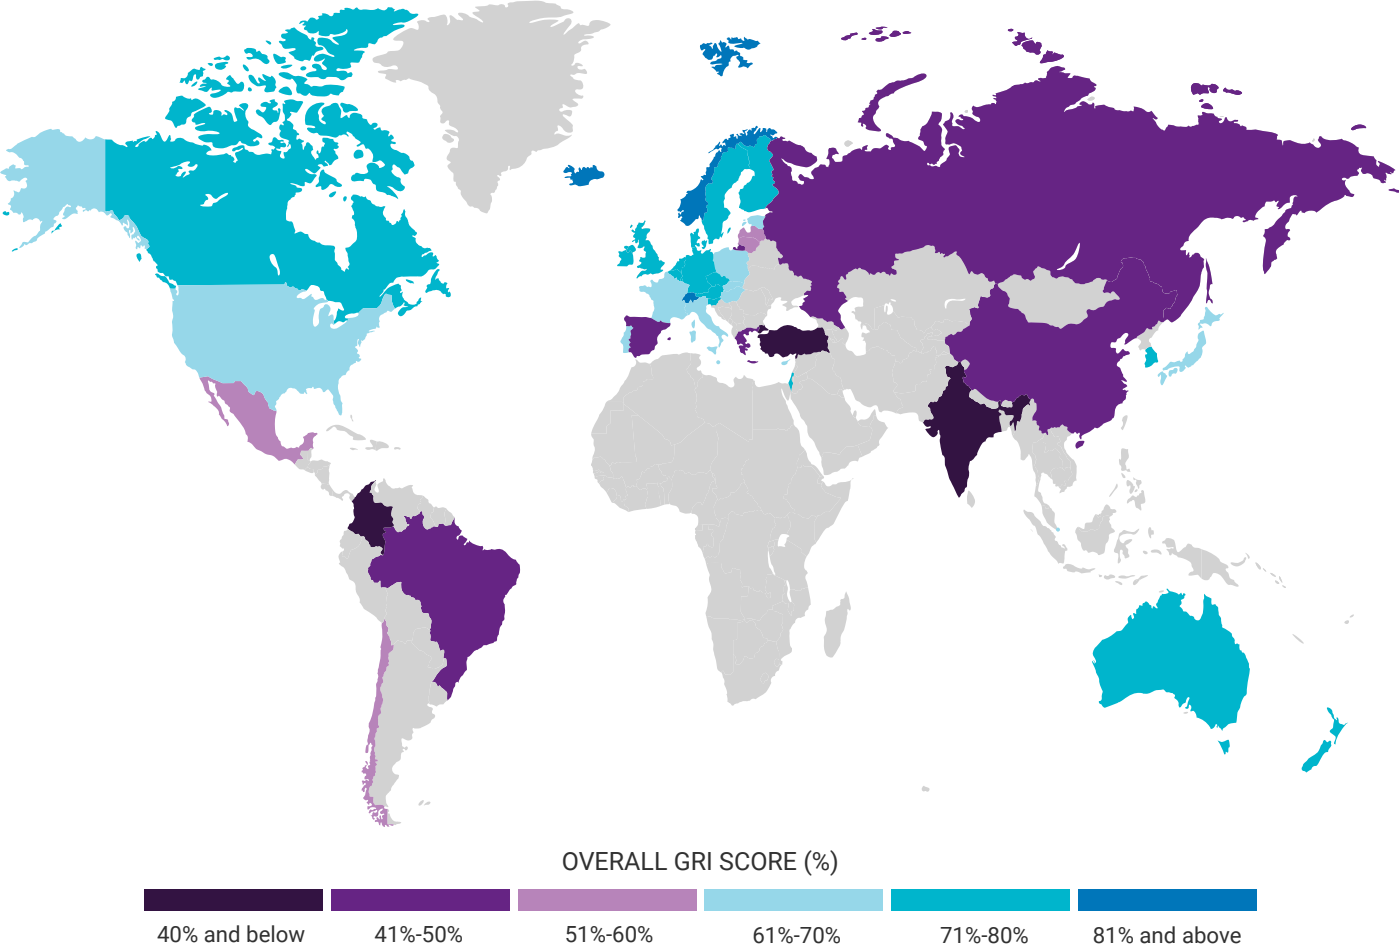 OVERALL GRI SCORE (%)
40% and below
41%-50%
51%-60%
61%-70%
71%-80%
81% and above